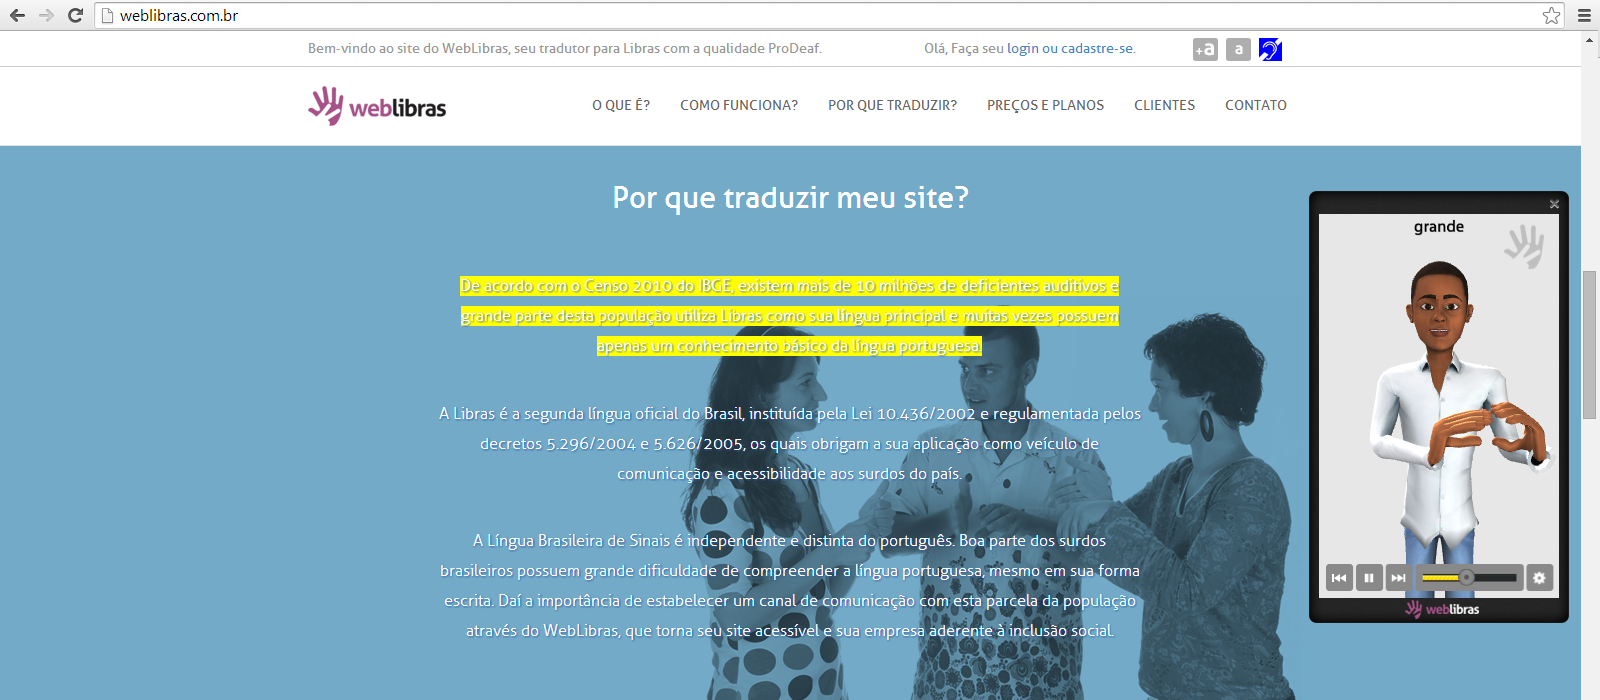 weblibras.com.br
Bem-vindo ao site do WebLibras, seu tradutor para Libras com a qualidade ProDeaf.
Olá, Faça seu login ou cadastre-se.
+a
a
weblibras
O QUE É?
COMO FUNCIONA?
POR QUE TRADUZIR?
PREÇOS E PLANOS
CLIENTES
CONTATO
Por que traduzir meu site?
De acordo com o Censo 2010 do IBGE, existem mais de 10 milhões de deficientes auditivos e
grande parte desta população utiliza Libras como sua língua principal e muitas vezes possuem
apenas um conhecimento básico da língua portuguesa.
A Libras é a segunda língua oficial do Brasil, instituída pela Lei 10.436/2002 e regulamentada pelos
decretos 5.296/2004 e 5.626/2005, os quais obrigam a sua aplicação como veículo de
comunicação e acessibilidade aos surdos do país.
A Língua Brasileira de Sinais é independente e distinta do português. Boa parte dos surdos
brasileiros possuem grande dificuldade de compreender a língua portuguesa, mesmo em sua forma
escrita. Daí a importância de estabelecer um canal de comunicação com esta parcela da população
através do WebLibras, que torna seu site acessível e sua empresa aderente à inclusão social.
grande
weblibras